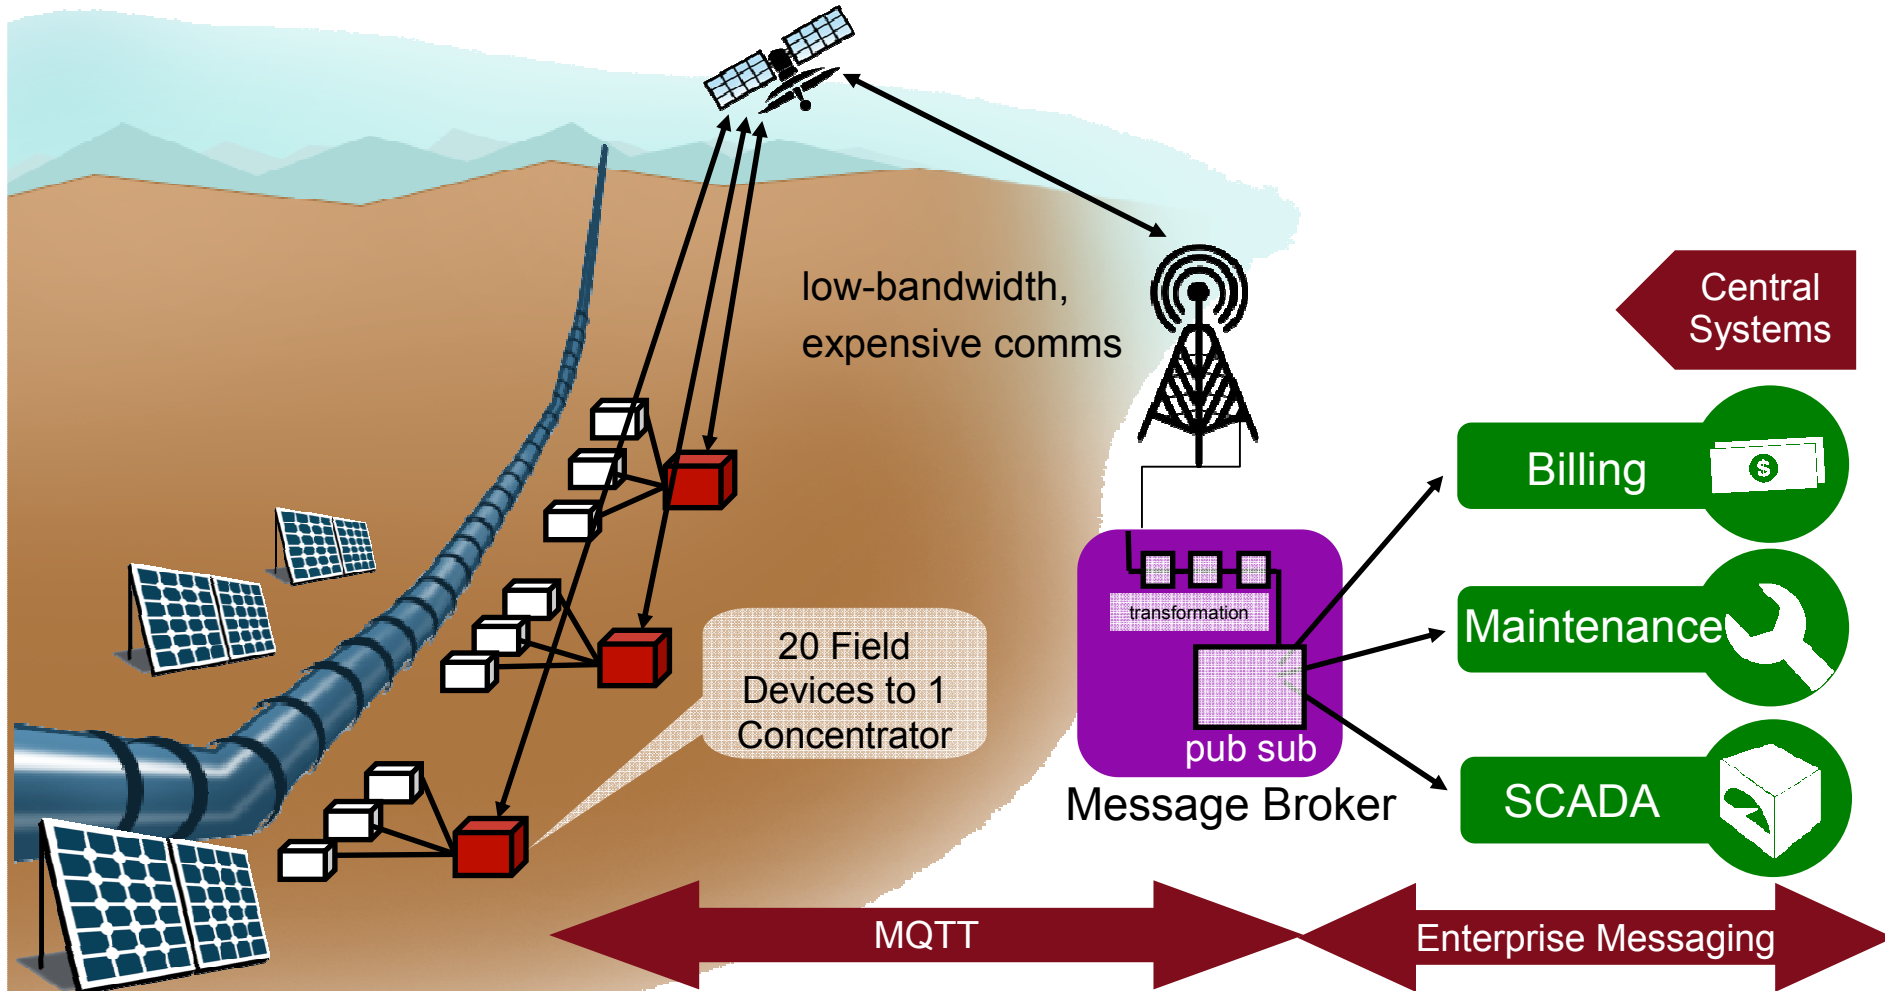 low-bandwidth,
expensive comms
Central
Systems
Billing
$
transformation
Maintenance
20 Field
Devices to 1
Concentrator
pub sub
SCADA
Message Broker
MQTT
Enterprise Messaging